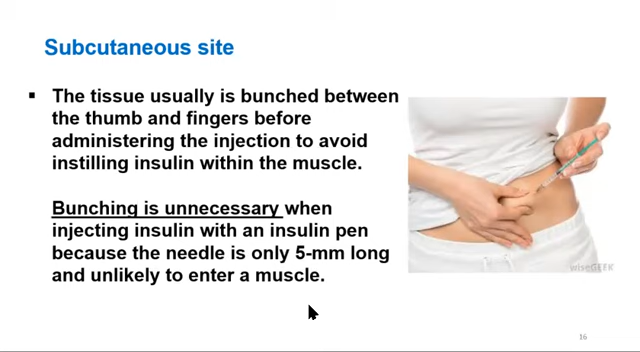 Subcutaneous site
▪ The tissue usually is bunched between
the thumb and fingers before
administering the injection to avoid
instilling insulin within the muscle.
Bunching is unnecessary when
injecting insulin with an insulin pen
because the needle is only 5-mm long
and unlikely to enter a muscle.
wiseGEEK
16